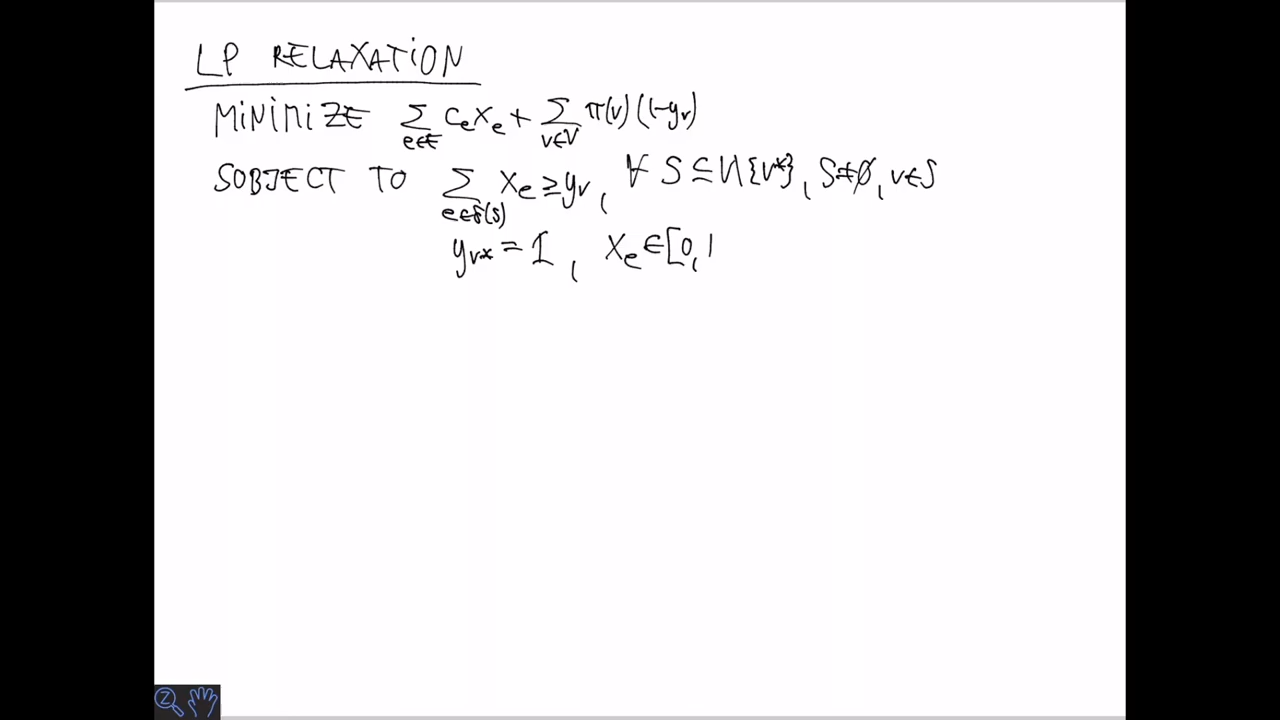 LP RELAXATION
MINIMIZE ∑_{e∈E} c_e x_e + ∑_{v∈V} π(v)(1-y_v)
SUBJECT TO ∑_{e∈δ(S)} x_e ≥ y_v, ∀ S ⊆ V\{v*}, S≠∅, v∈S
y_{v*} = 1, x_e ∈ [0, 1
Z